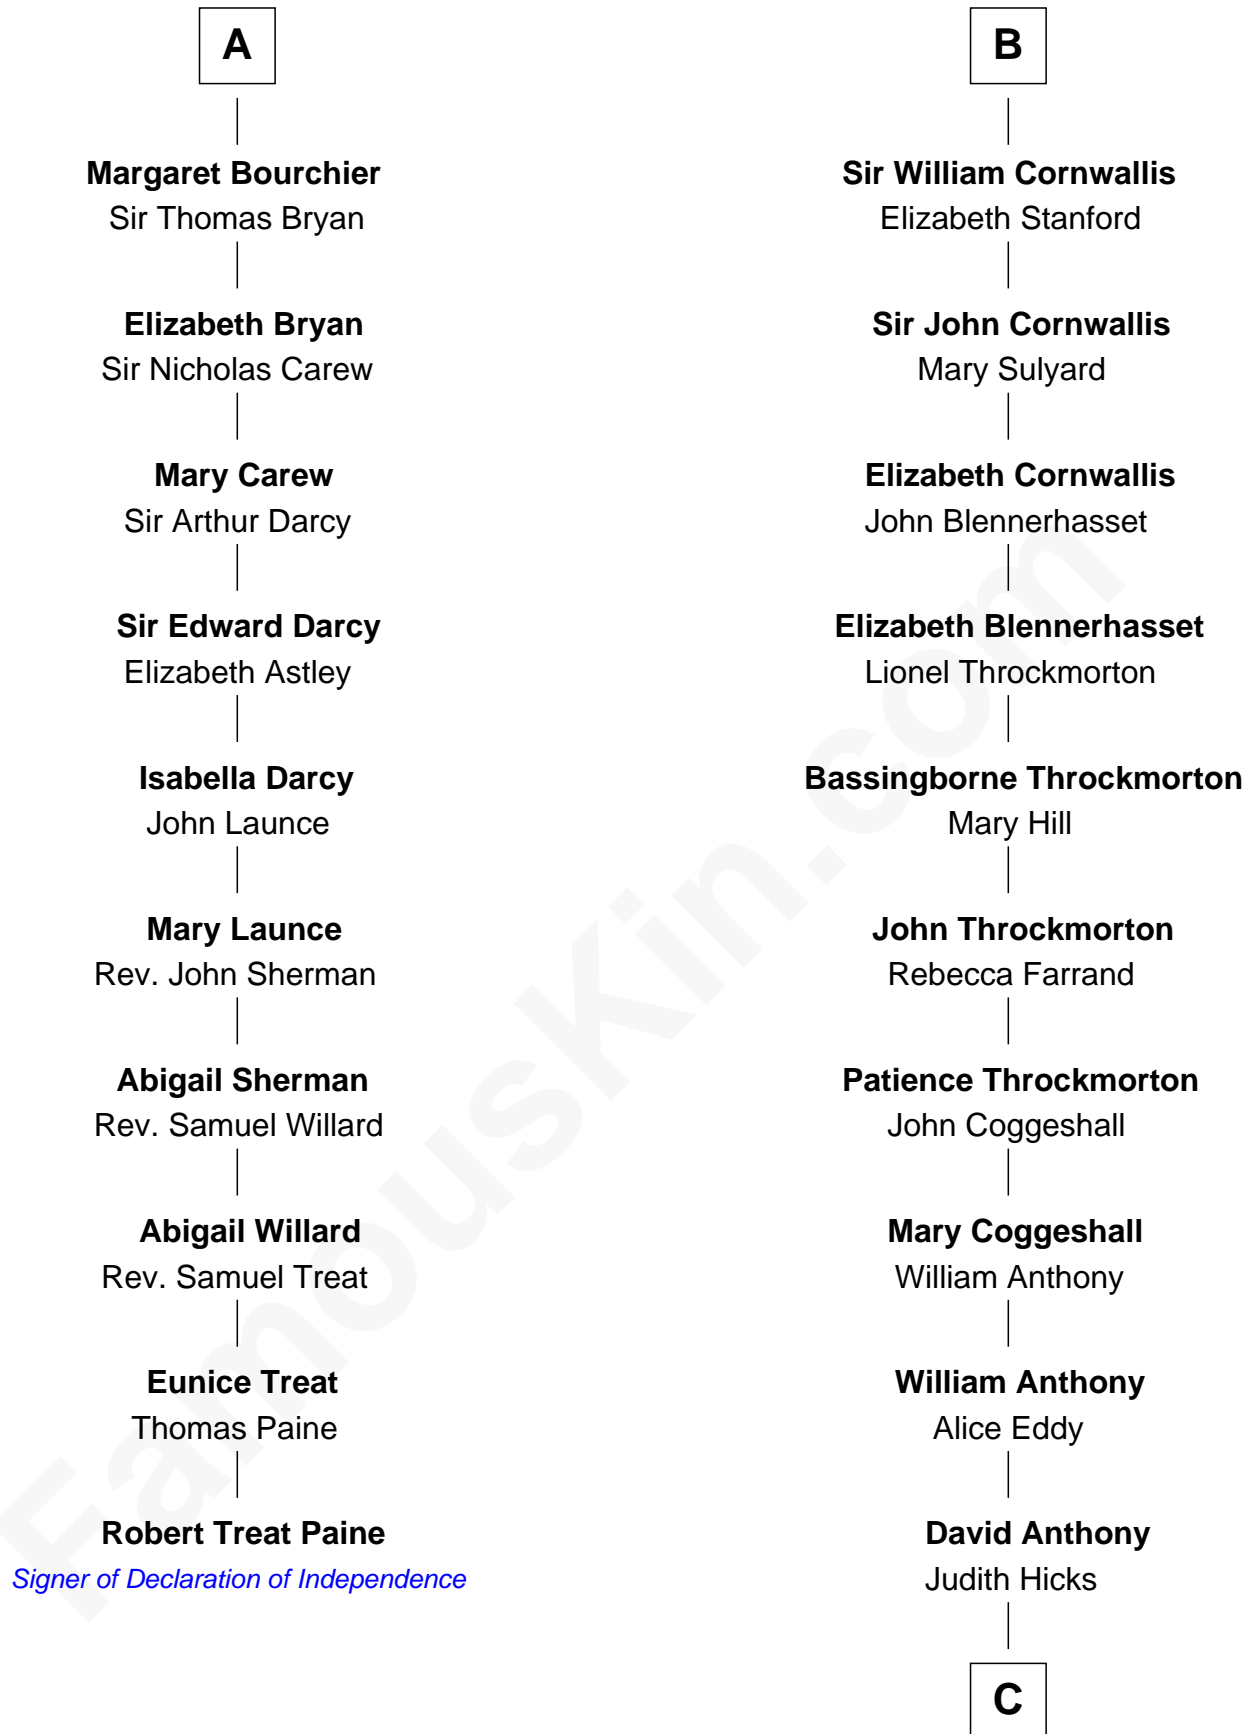 A
Margaret Bourchier
Sir Thomas Bryan
Elizabeth Bryan
Sir Nicholas Carew
Mary Carew
Sir Arthur Darcy
Sir Edward Darcy
Elizabeth Astley
Isabella Darcy
John Launce
Mary Launce
Rev. John Sherman
Abigail Sherman
Rev. Samuel Willard
Abigail Willard
Rev. Samuel Treat
Eunice Treat
Thomas Paine
Robert Treat Paine
Signer of Declaration of Independence
B
Sir William Cornwallis
Elizabeth Stanford
Sir John Cornwallis
Mary Sulyard
Elizabeth Cornwallis
John Blennerhasset
Elizabeth Blennerhasset
Lionel Throckmorton
Bassingborne Throckmorton
Mary Hill
John Throckmorton
Rebecca Farrand
Patience Throckmorton
John Coggeshall
Mary Coggeshall
William Anthony
William Anthony
Alice Eddy
David Anthony
Judith Hicks
C
FamousKin.com